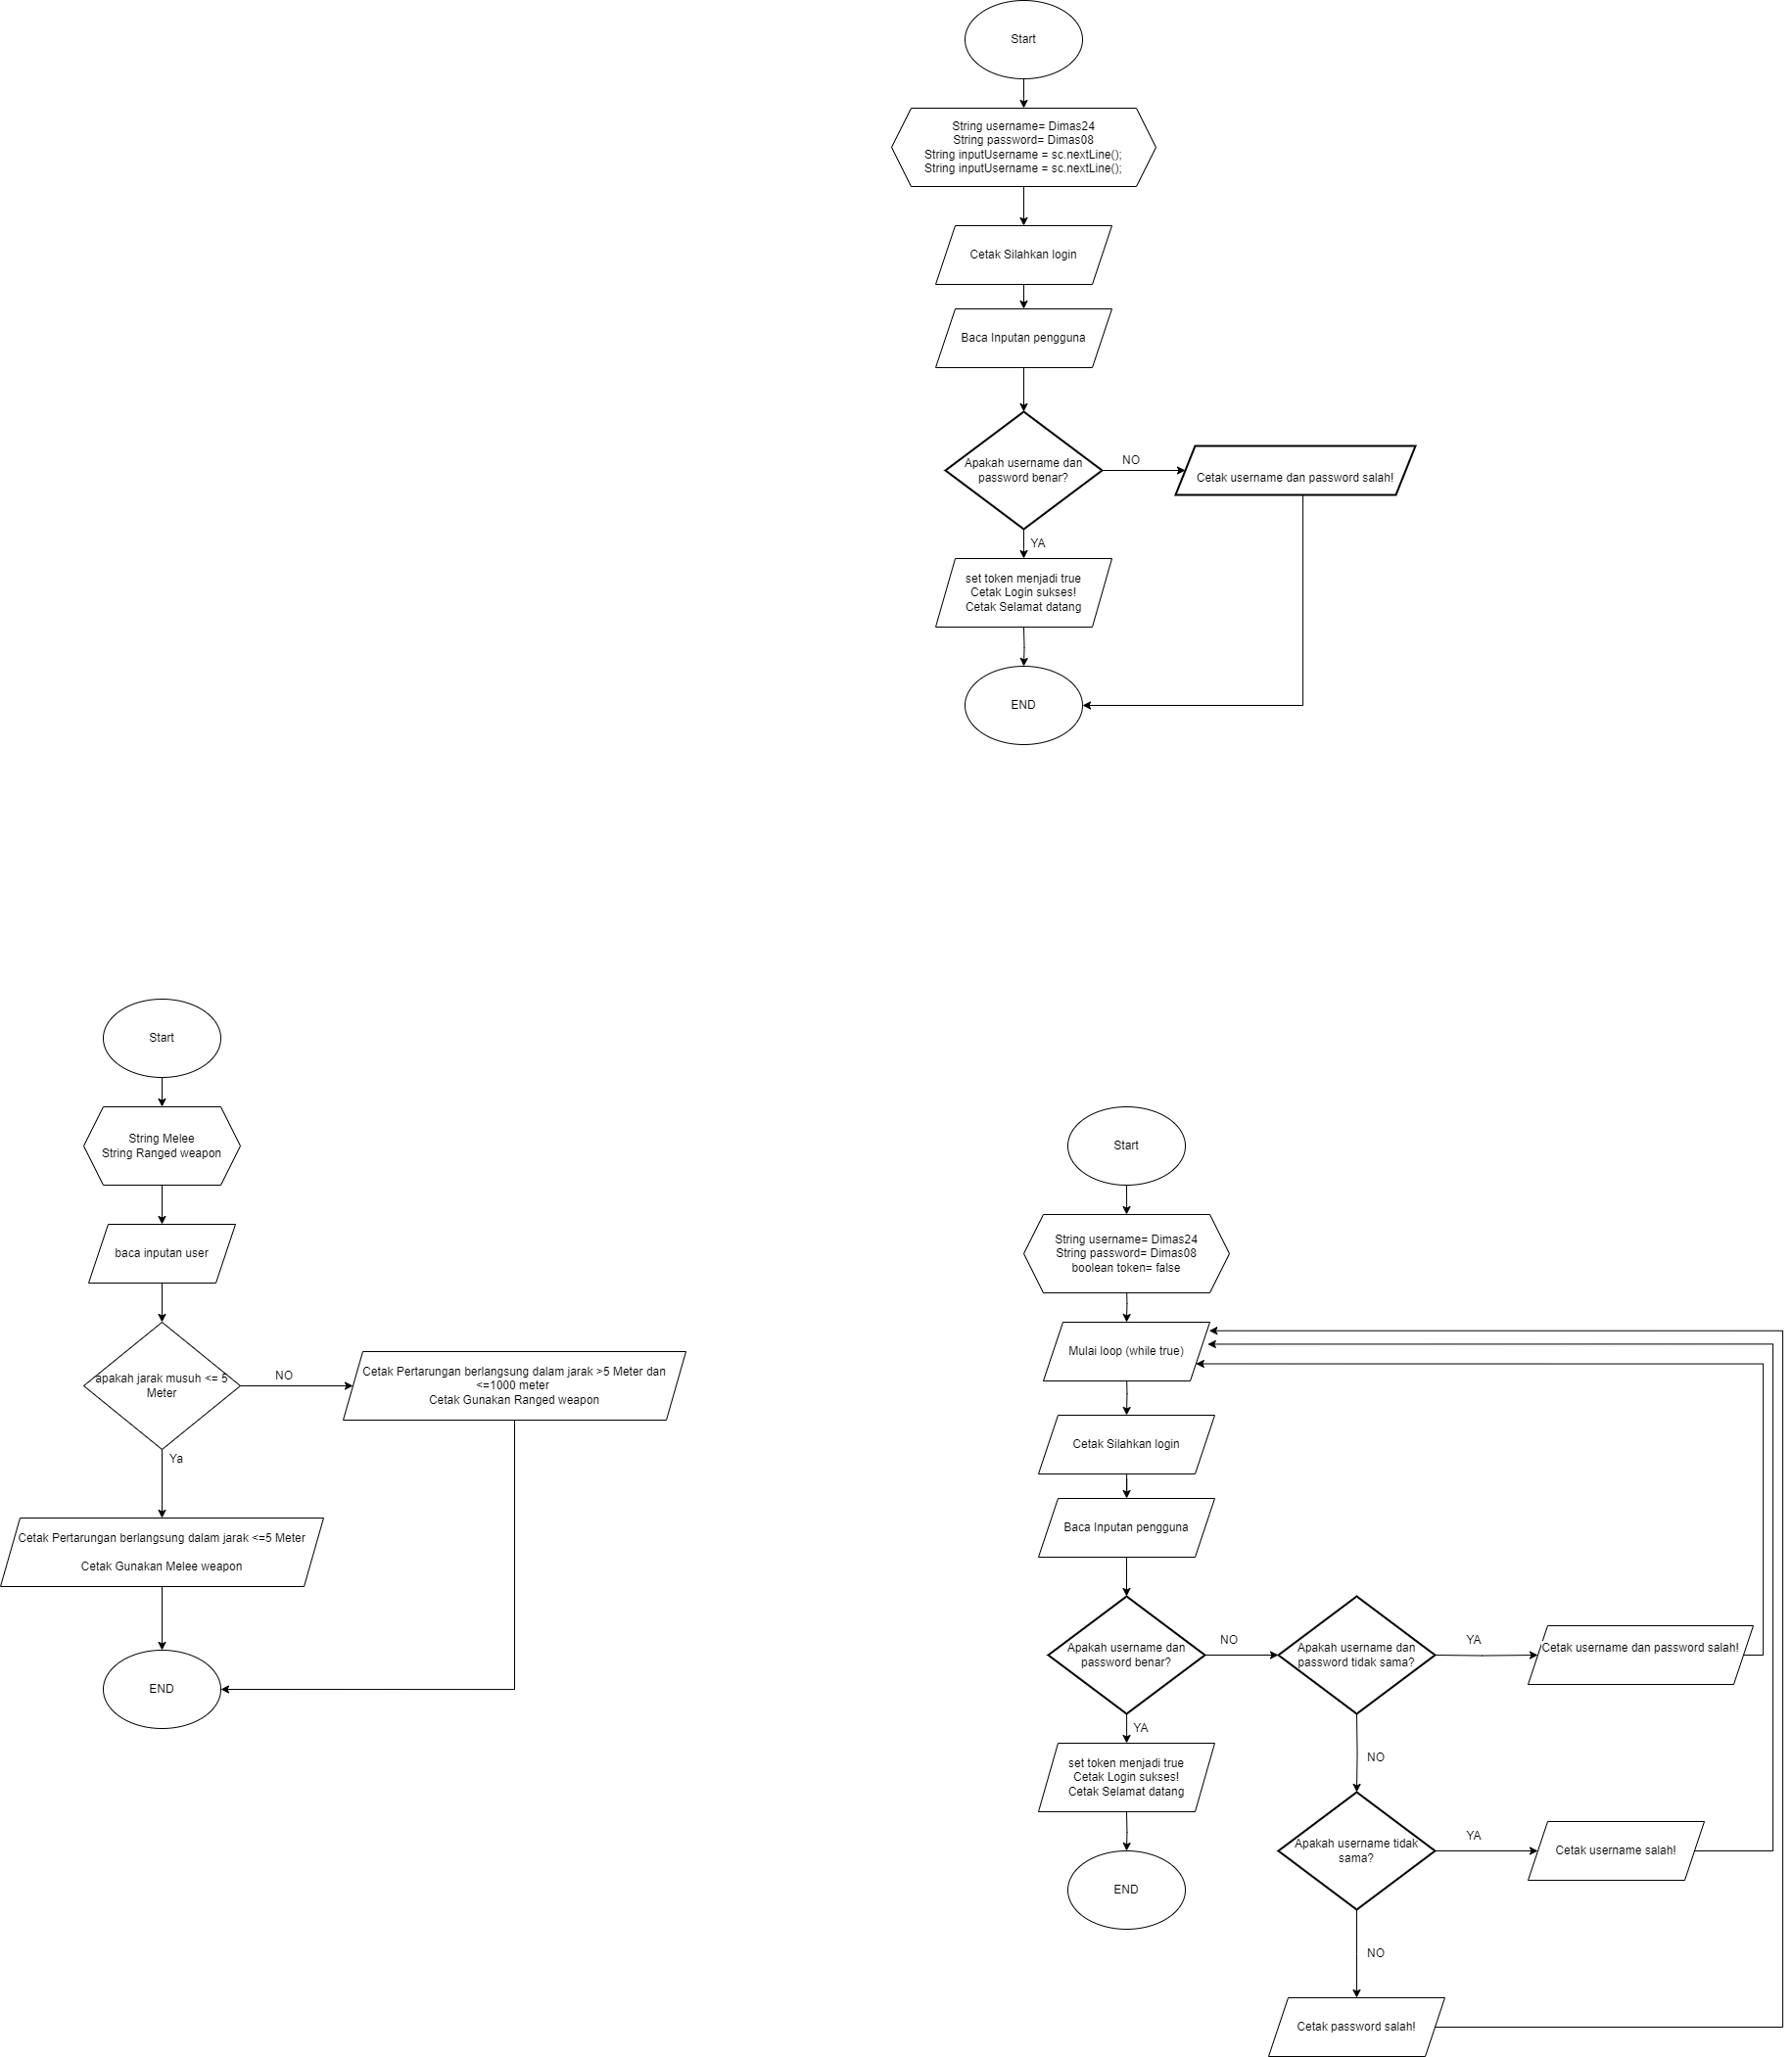 Start
String username= Dimas24
String password= Dimas08
String inputUsername = sc.nextLine();
String inputUsername = sc.nextLine();
Cetak Silahkan login
Baca Inputan pengguna
Apakah username dan
password benar?
NO
Cetak username dan password salah!
YA
set token menjadi true
Cetak Login sukses!
Cetak Selamat datang
END
Start
String Melee
String Ranged weapon
baca inputan user
apakah jarak musuh <= 5
Meter
NO
Cetak Pertarungan berlangsung dalam jarak >5 Meter dan
<=1000 meter
Cetak Gunakan Ranged weapon
Ya
Cetak Pertarungan berlangsung dalam jarak <=5 Meter
Cetak Gunakan Melee weapon
END
Start
String username= Dimas24
String password= Dimas08
boolean token= false
Mulai loop (while true)
Cetak Silahkan login
Baca Inputan pengguna
Apakah username dan
password benar?
NO
Apakah username dan
password tidak sama?
YA
Cetak username dan password salah!
YA
set token menjadi true
Cetak Login sukses!
Cetak Selamat datang
END
NO
Apakah username tidak
sama?
YA
Cetak username salah!
NO
Cetak password salah!